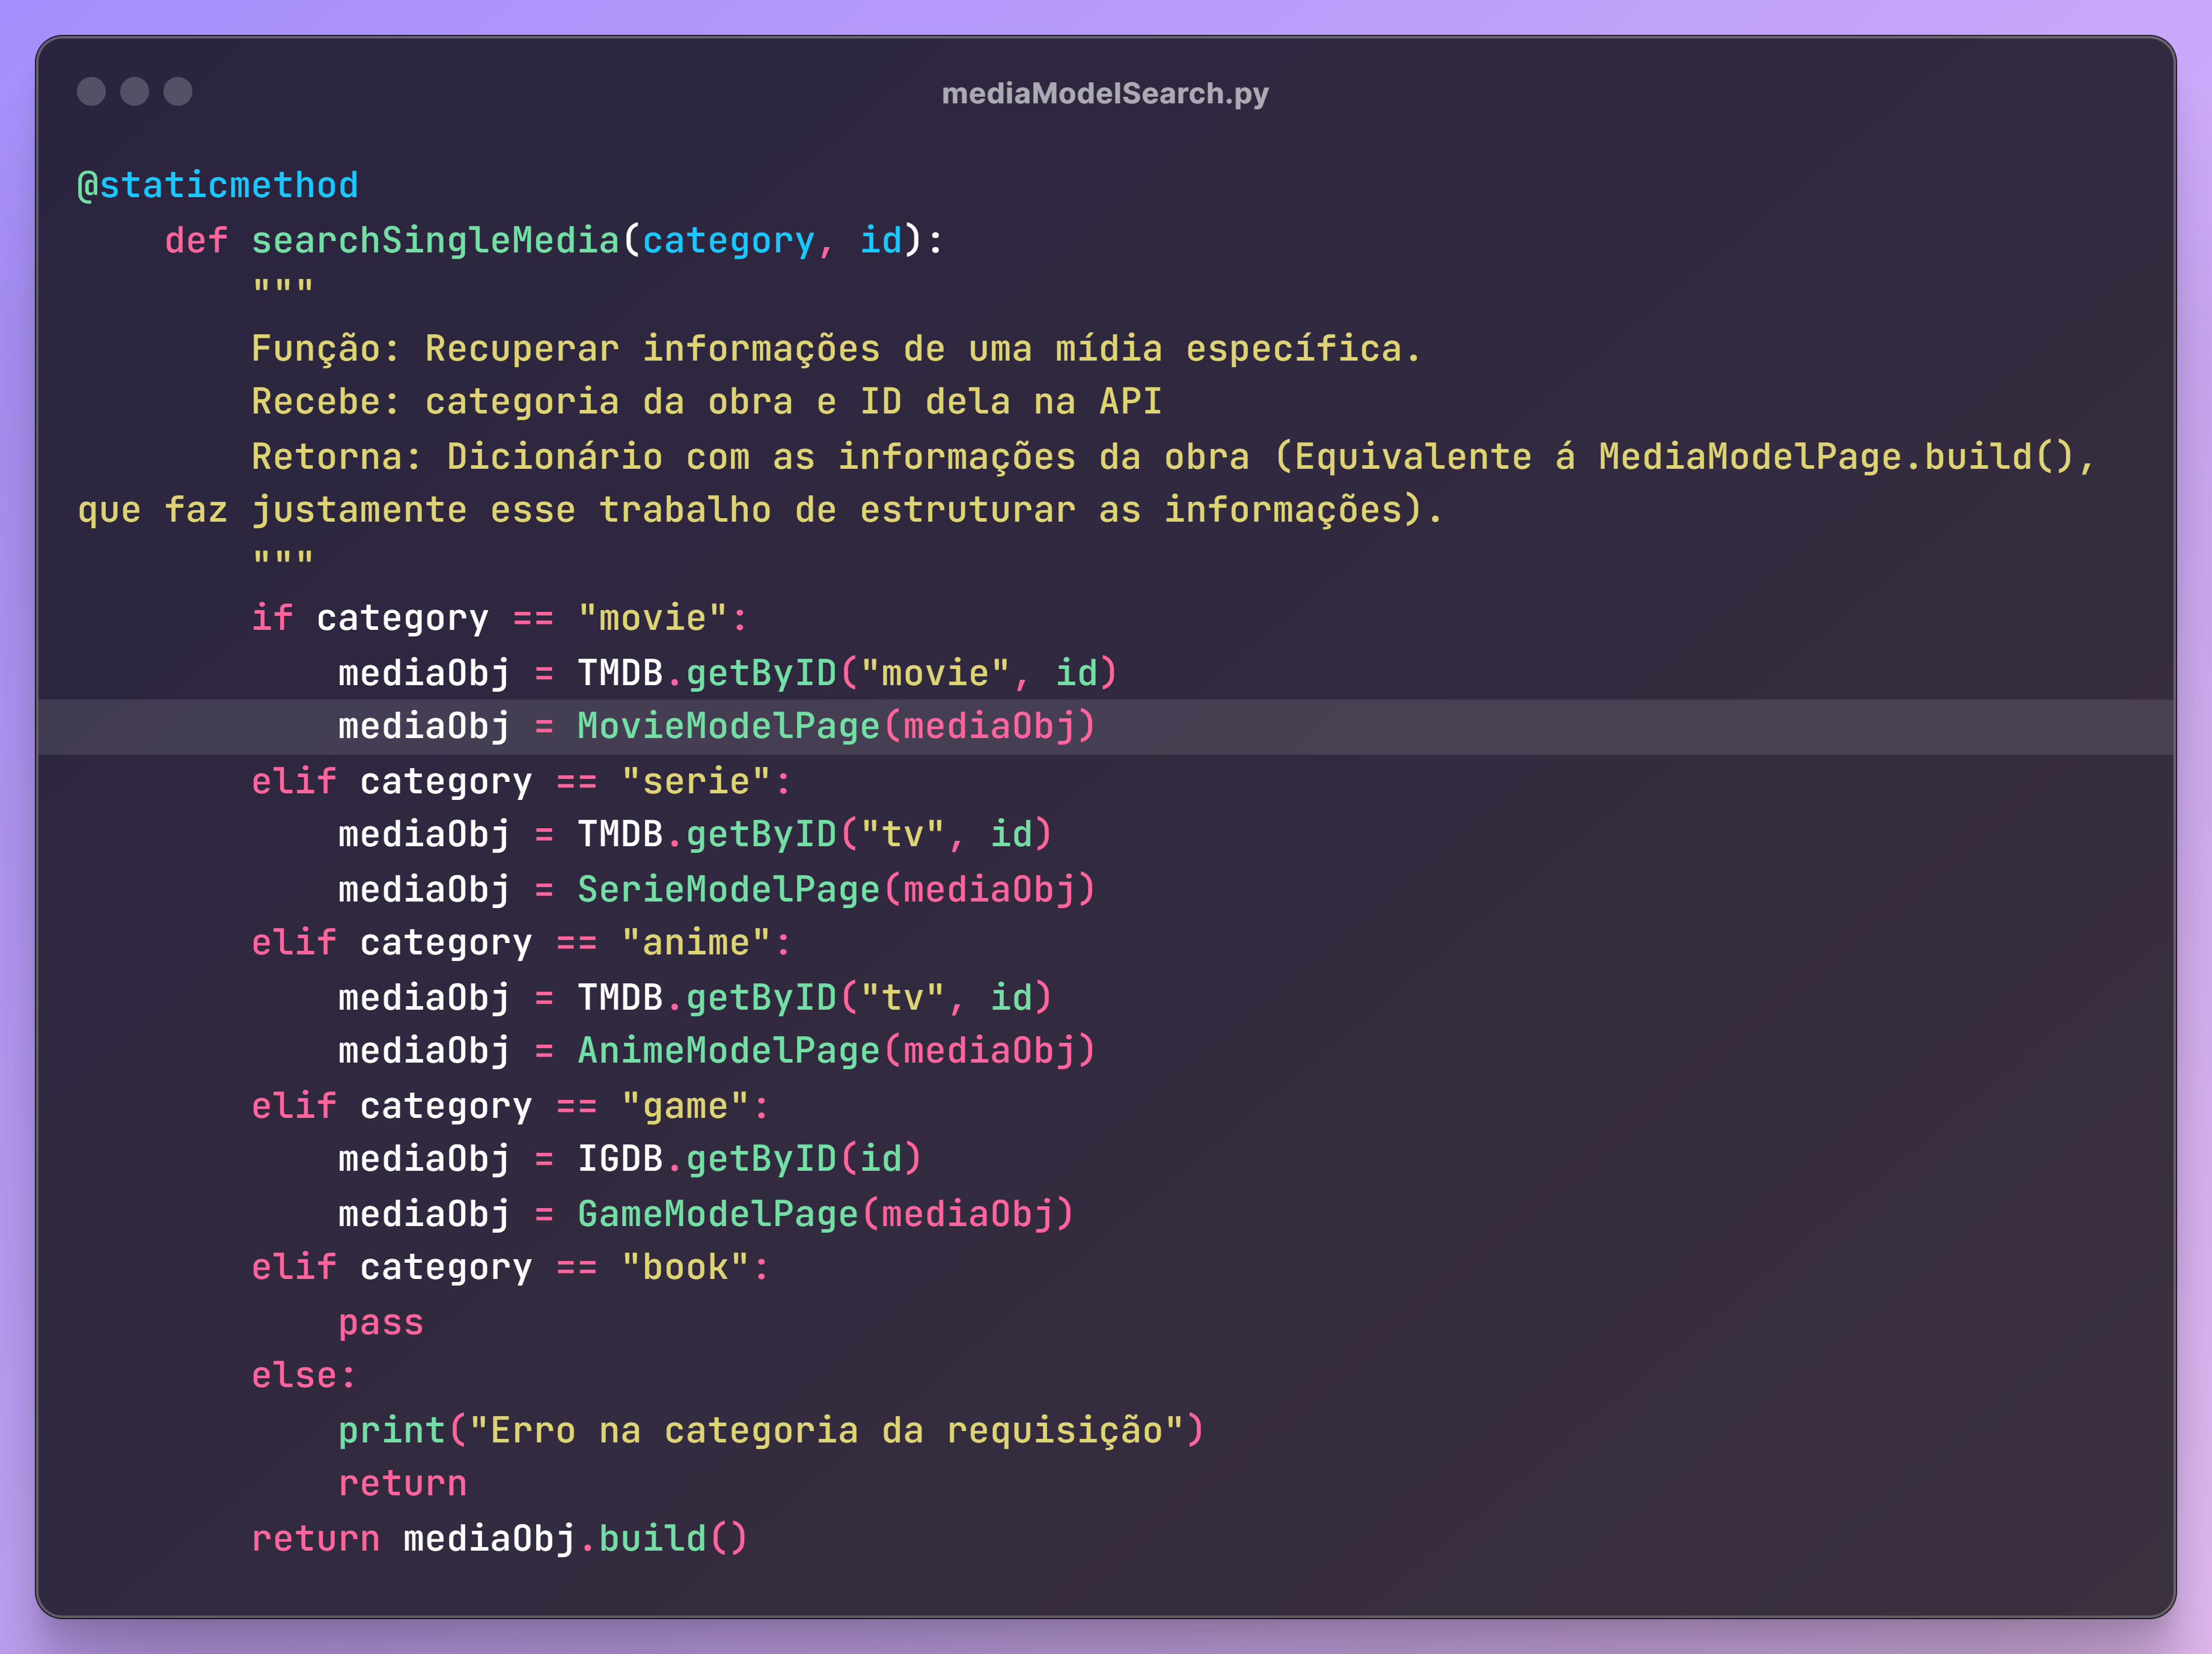 mediaModelSearch.py
@staticmethod
    def searchSingleMedia(category, id):
        """
        Função: Recuperar informações de uma mídia específica.
        Recebe: categoria da obra e ID dela na API
        Retorna: Dicionário com as informações da obra (Equivalente á MediaModelPage.build(),
que faz justamente esse trabalho de estruturar as informações).
        """
        if category == "movie":
            mediaObj = TMDB.getByID("movie", id)
            mediaObj = MovieModelPage(mediaObj)
        elif category == "serie":
            mediaObj = TMDB.getByID("tv", id)
            mediaObj = SerieModelPage(mediaObj)
        elif category == "anime":
            mediaObj = TMDB.getByID("tv", id)
            mediaObj = AnimeModelPage(mediaObj)
        elif category == "game":
            mediaObj = IGDB.getByID(id)
            mediaObj = GameModelPage(mediaObj)
        elif category == "book":
            pass
        else:
            print("Erro na categoria da requisição")
            return
        return mediaObj.build()